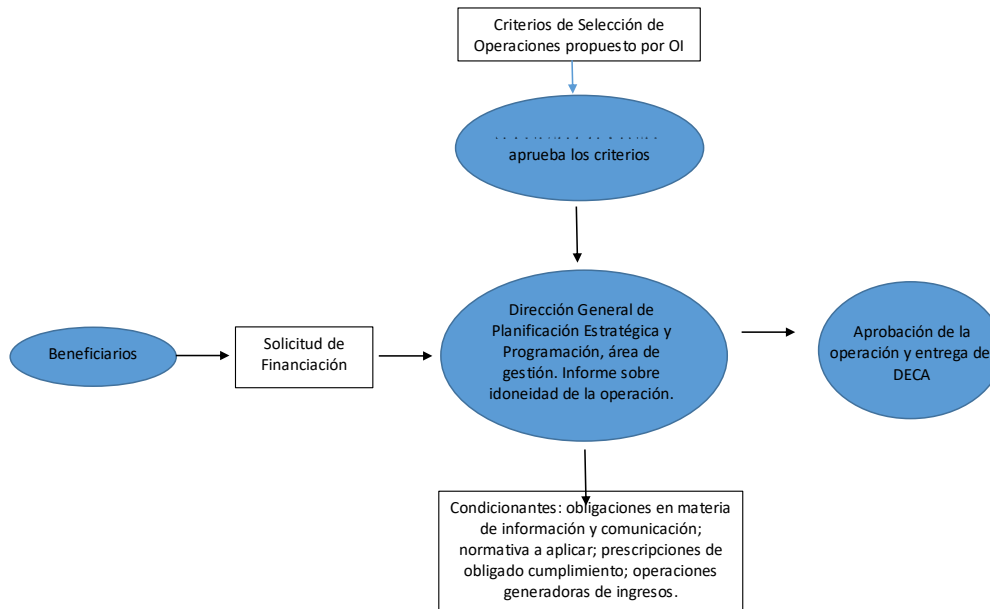 Criterios de Selección de
Operaciones propuesto por OI
aprueba los criterios
Dirección General de
Planificación Estratégica y
Programación, área de
gestión. Informe sobre
idoneidad de la operación.
Beneficiarios
Solicitud de
Financiación
Aprobación de la
operación y entrega de
DECA
Condicionantes: obligaciones en materia
de información y comunicación;
normativa a aplicar; prescripciones de
obligado cumplimiento; operaciones
generadoras de ingresos.